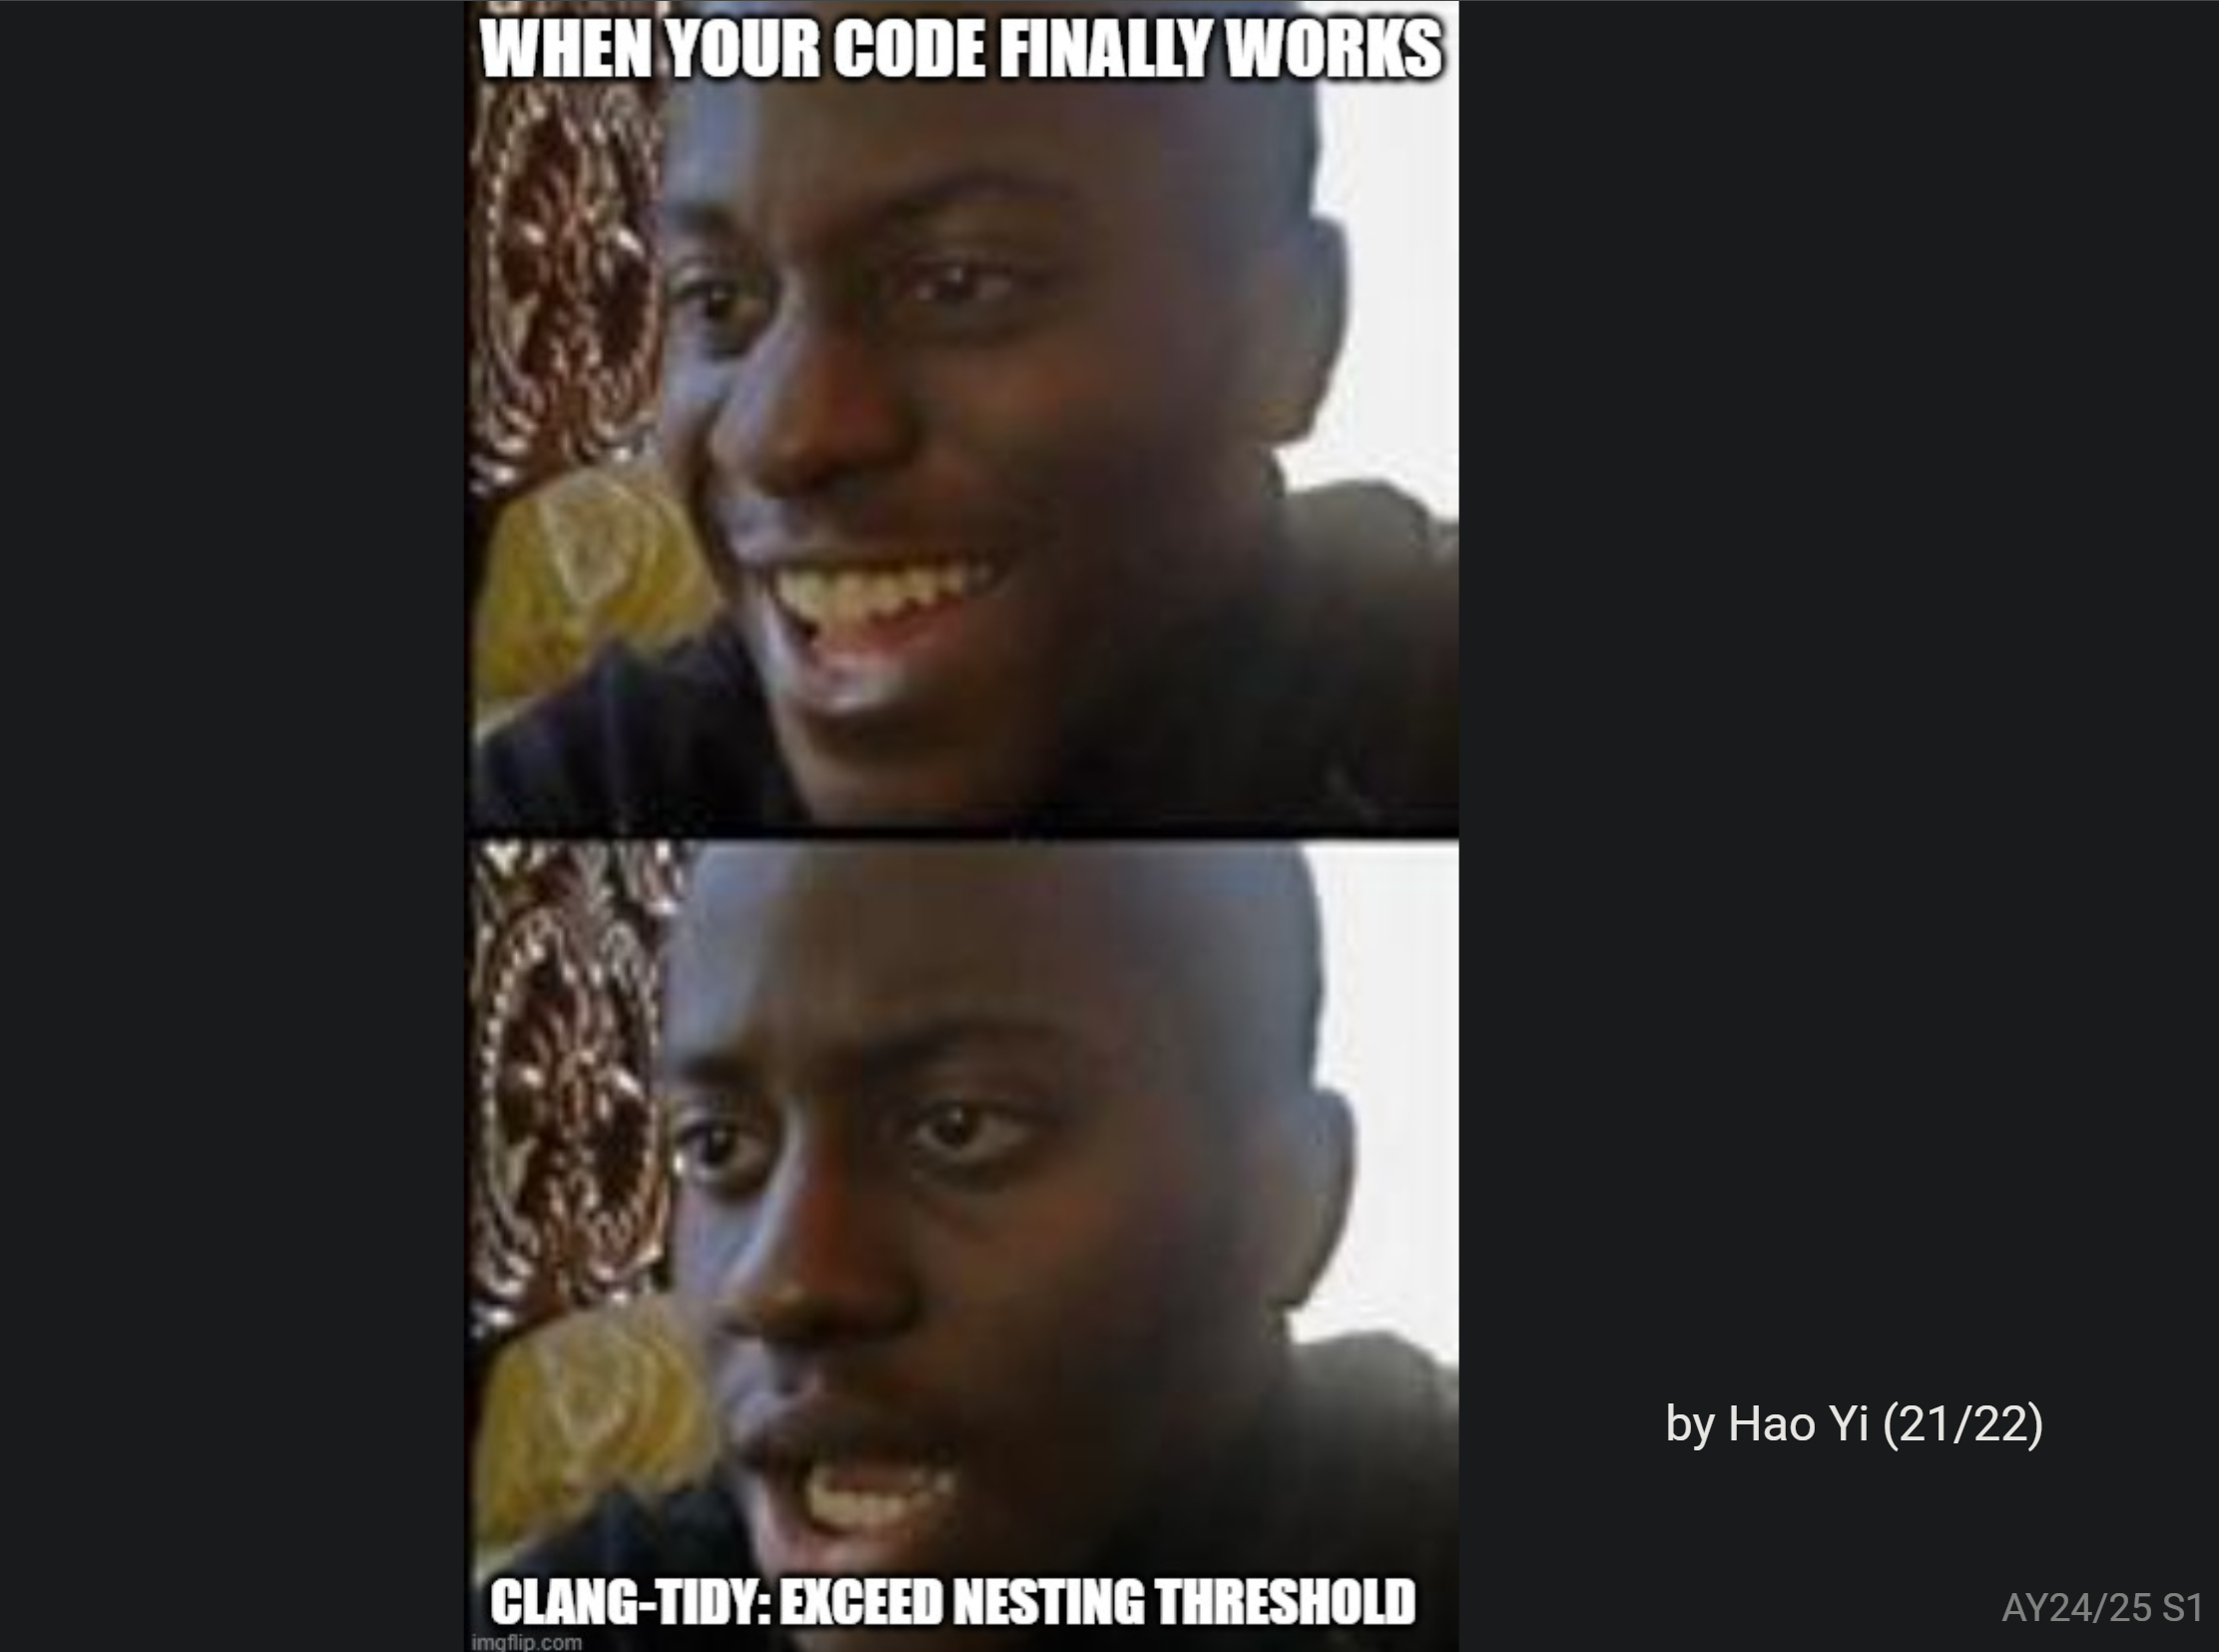 WHEN YOUR CODE FINALLY WORKS
CLANG-TIDY: EXCEED NESTING THRESHOLD
imgflip.com
by Hao Yi (21/22)
AY24/25 S1